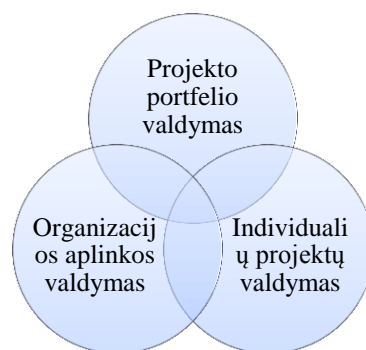 Projekto
portfelio
valdymas
Organizacij
os aplinkos
valdymas
Individuali
ų projektų
valdymas